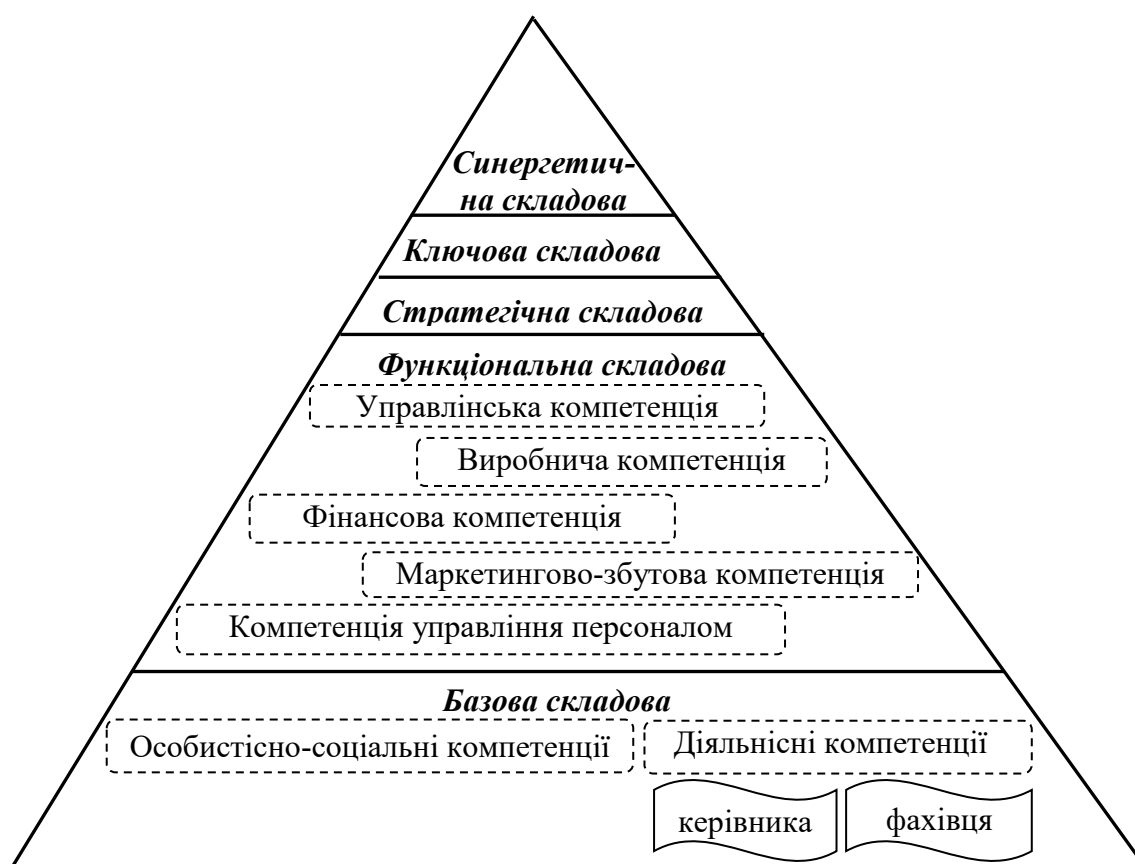 Синергетич-
на складова
Ключова складова
Стратегічна складова
Функціональна складова
Управлінська компетенція
Виробнича компетенція
Фінансова компетенція
Маркетингово-збутова компетенція
Компетенція управління персоналом
Базова складова
Особистісно-соціальні компетенції
Діяльнісні компетенції
керівника
фахівця